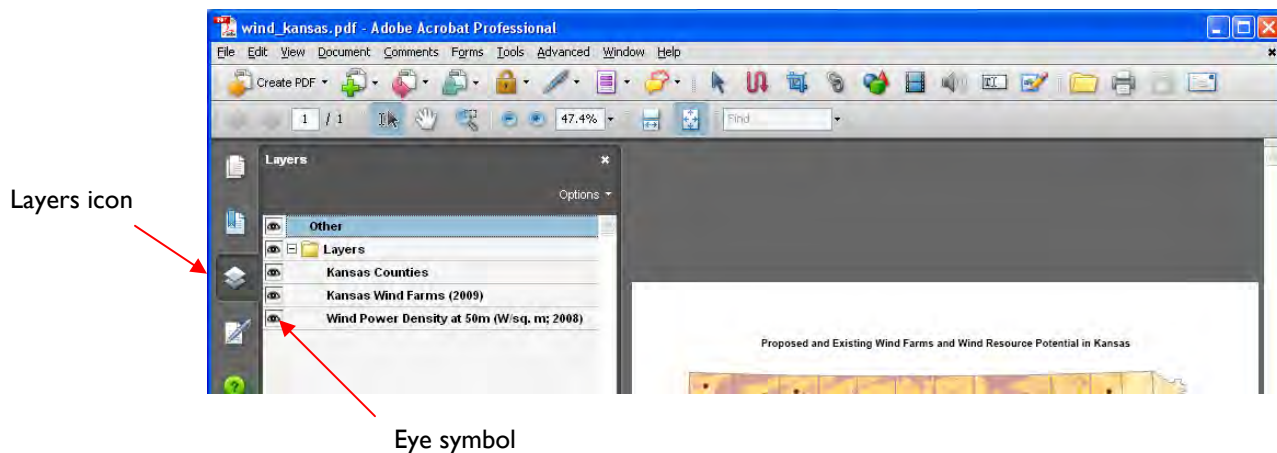 wind_kansas.pdf - Adobe Acrobat Professional
File Edit View Document Comments Forms Tools Advanced Window Help
Create PDF
1 / 1 47.4% Find
Layers
Options
Other
Layers
Kansas Counties
Kansas Wind Farms (2009)
Wind Power Density at 50m (W/sq. m; 2008)
Layers icon
Proposed and Existing Wind Farms and Wind Resource Potential in Kansas
Eye symbol